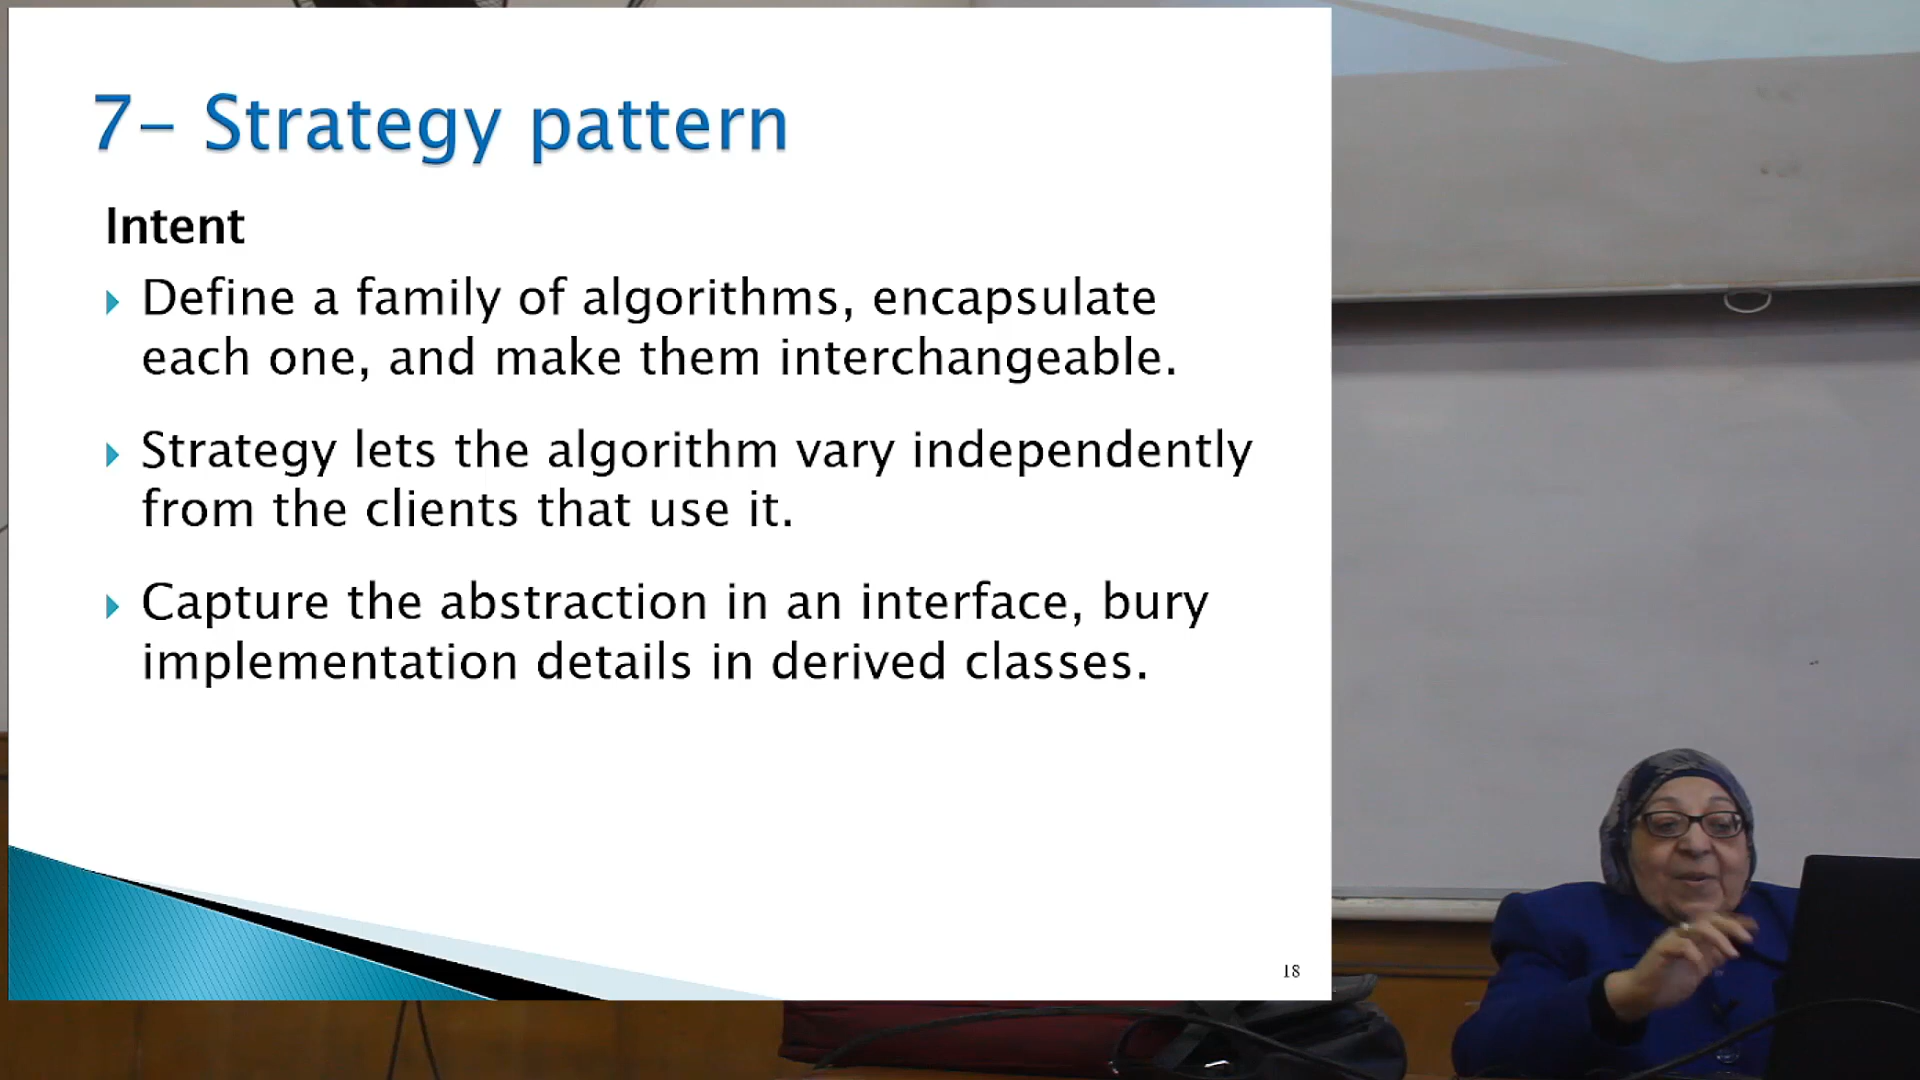 7- Strategy pattern
Intent
Define a family of algorithms, encapsulate
each one, and make them interchangeable.
Strategy lets the algorithm vary independently
from the clients that use it.
Capture the abstraction in an interface, bury
implementation details in derived classes.
18